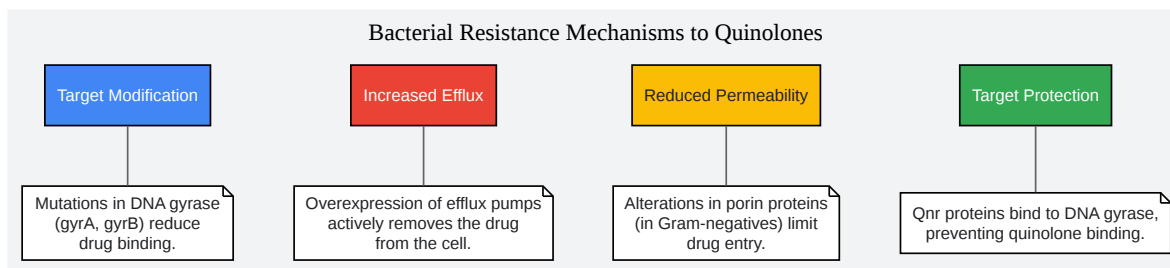 Bacterial Resistance Mechanisms to Quinolones
Target Modification
Increased Efflux
Reduced Permeability
Target Protection
Mutations in DNA gyrase
(gyrA, gyrB) reduce
drug binding.
Overexpression of efflux pumps
actively removes the drug
from the cell.
Alterations in porin proteins
(in Gram-negatives) limit
drug entry.
Qnr proteins bind to DNA gyrase,
preventing quinolone binding.